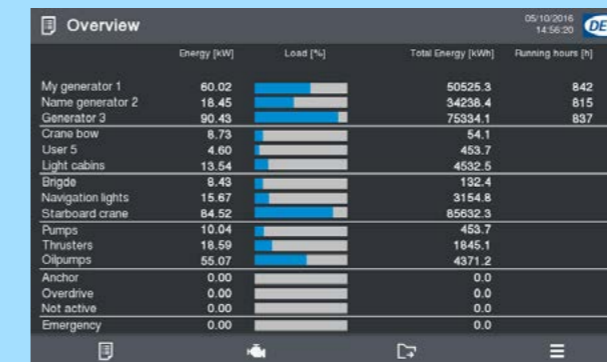 Overview
05/10/2016
14:56:20
DE
Energy [kW] Load [%] Total Energy [kWh] Running hours [h]
My generator 1 60.02 50525.3 842
Name generator 2 18.45 34238.4 815
Generator 3 90.43 75334.1 837
Crane bow 8.73 54.1
User 5 4.60 453.7
Light cabins 13.54 4532.5
Brigde 8.43 132.4
Navigation lights 15.67 3154.8
Starboard crane 84.52 85632.3
Pumps 10.04 453.7
Thrusters 18.59 1845.1
Oilpumps 55.07 4371.2
Anchor 0.00 0.0
Overdrive 0.00 0.0
Not active 0.00 0.0
Emergency 0.00 0.0